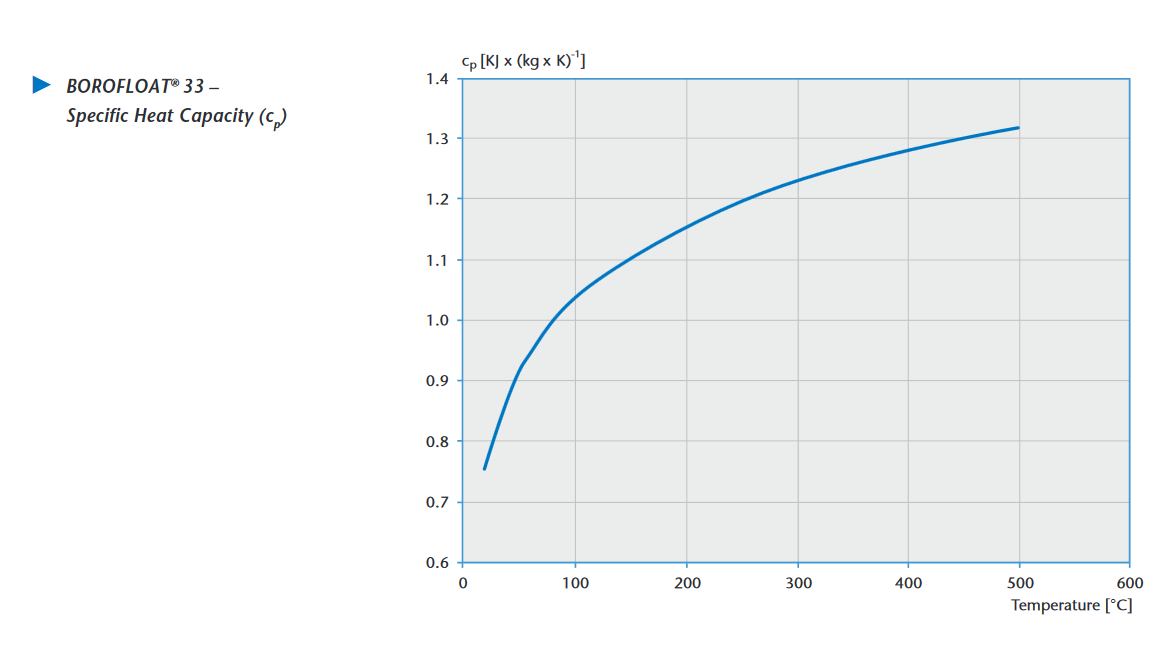 BOROFLOAT® 33 –
Specific Heat Capacity (cp)
cp [KJ x (kg x K)-1]
1.4
1.3
1.2
1.1
1.0
0.9
0.8
0.7
0.6
0 100 200 300 400 500 600
Temperature [°C]